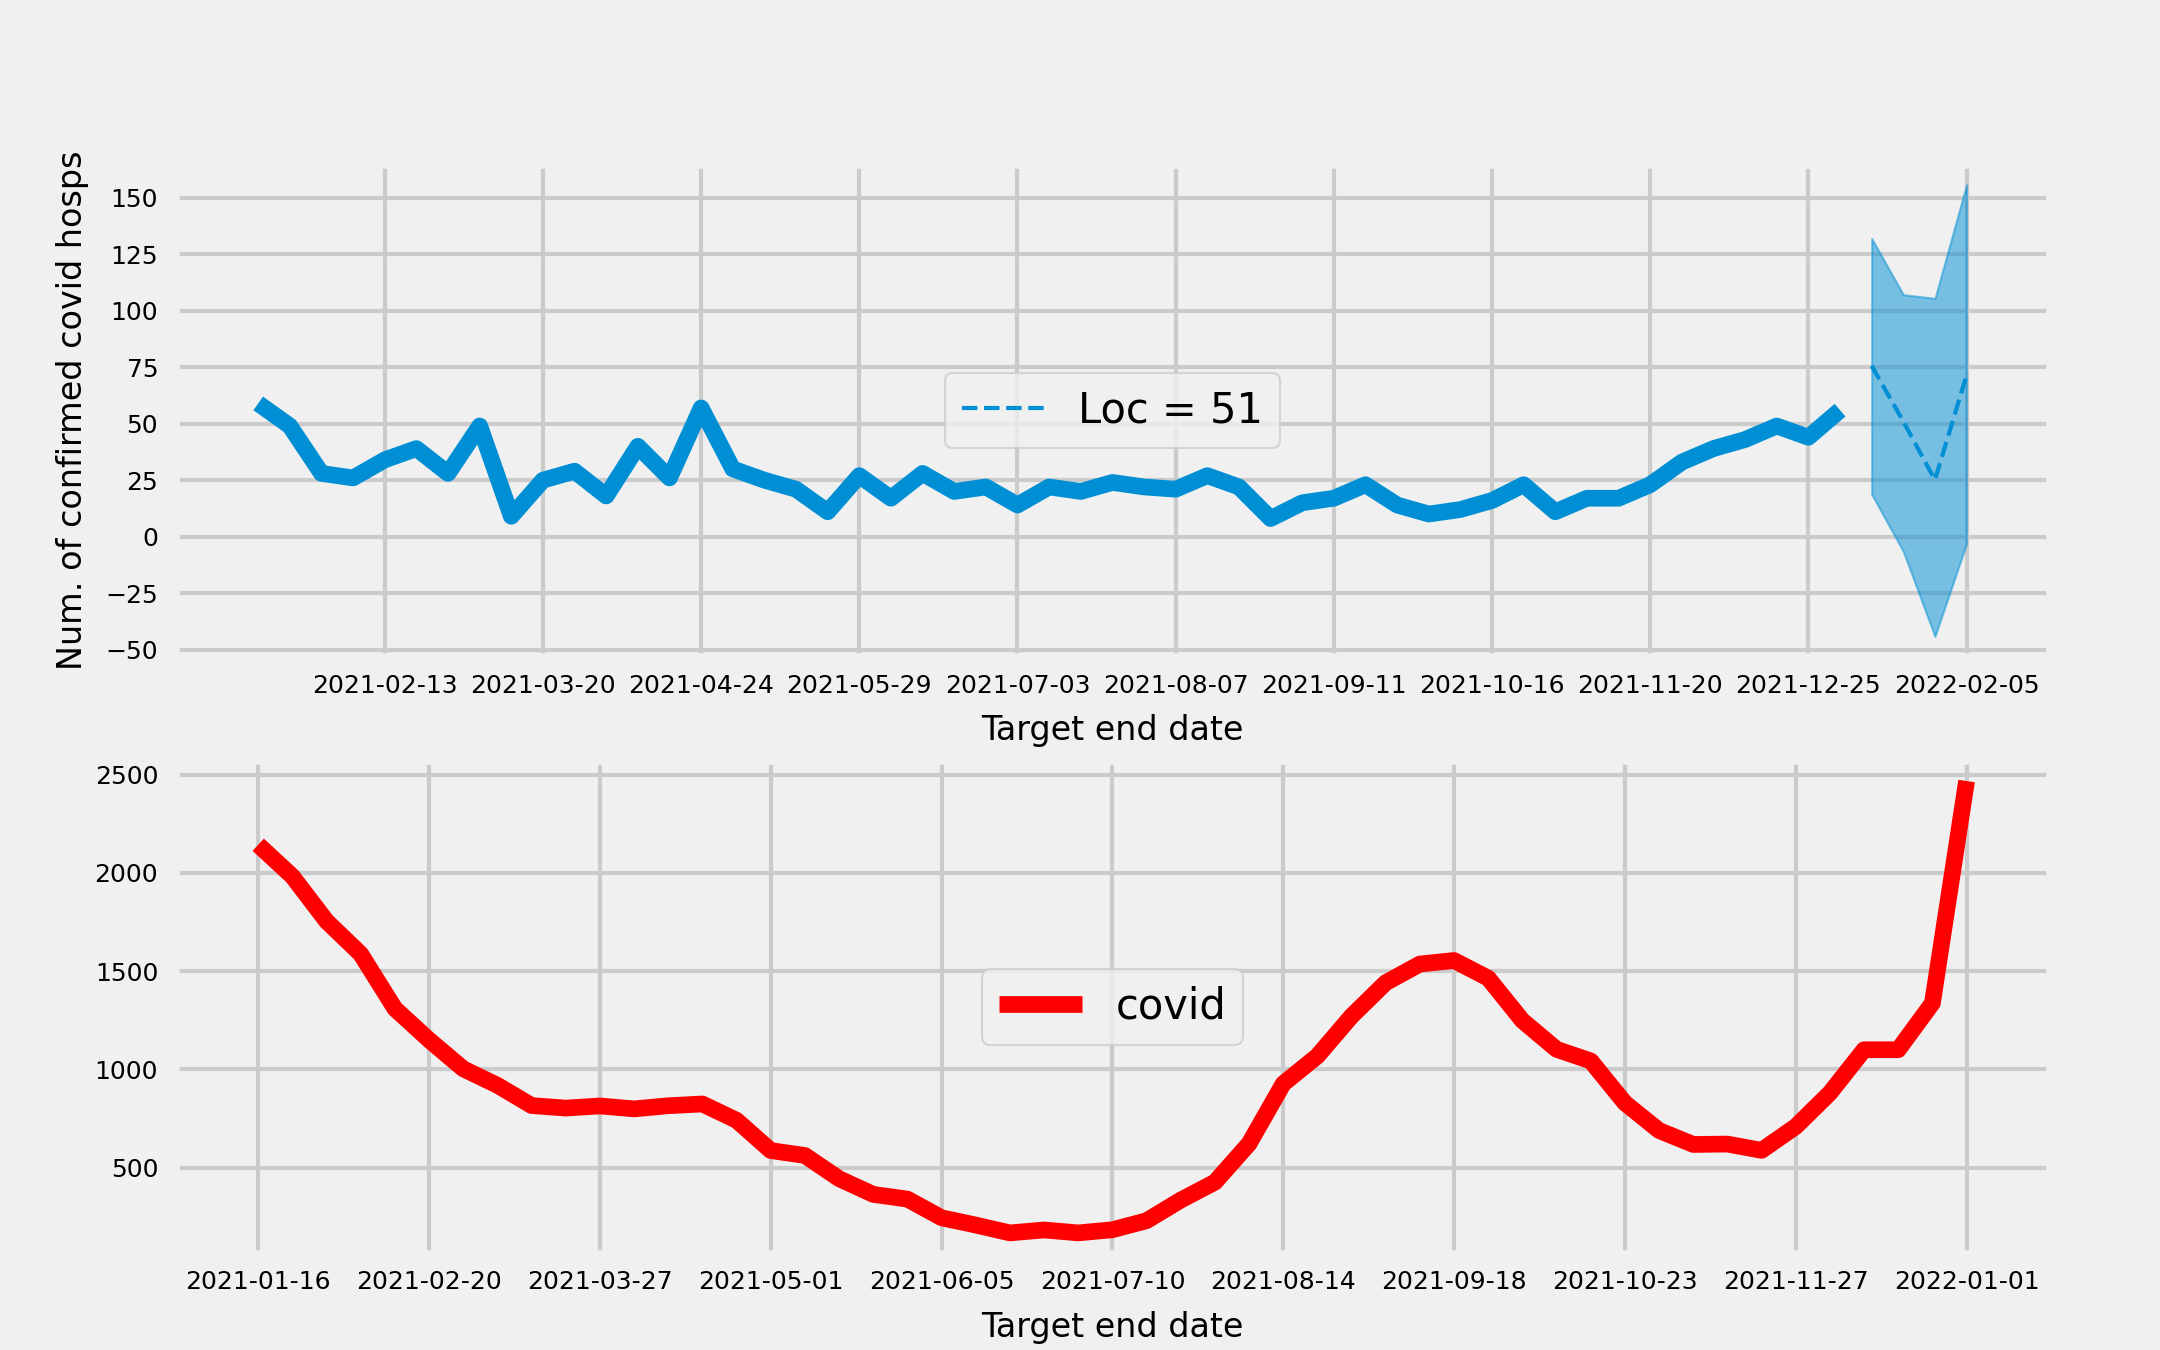 Num. of confirmed covid hosps
150
125
100
75
50
25
0
−25
−50
Loc = 51
2021-02-13 2021-03-20 2021-04-24 2021-05-29 2021-07-03 2021-08-07 2021-09-11 2021-10-16 2021-11-20 2021-12-25 2022-02-05
Target end date
2500
2000
1500
1000
500
covid
2021-01-16 2021-02-20 2021-03-27 2021-05-01 2021-06-05 2021-07-10 2021-08-14 2021-09-18 2021-10-23 2021-11-27 2022-01-01
Target end date